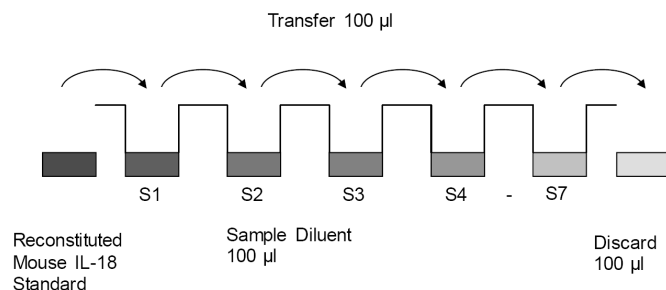 Transfer 100 µl
S1 S2 S3 S4 - S7
Reconstituted
Mouse IL-18
Standard
Sample Diluent
100 µl
Discard
100 µl